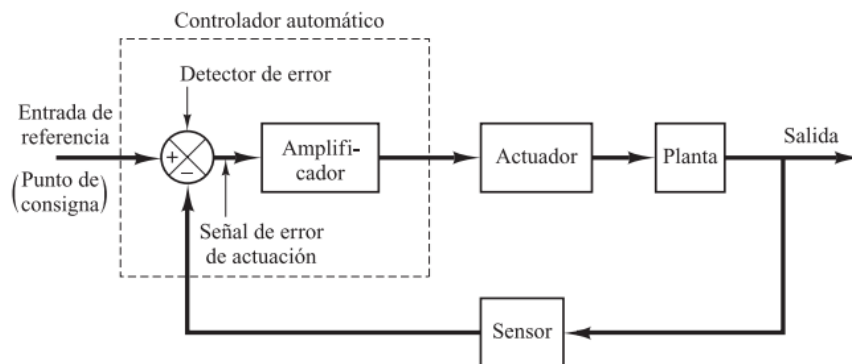 Controlador automático
Detector de error
Entrada de
referencia
(Punto de
consigna)
+
−
Amplifi-
cador
Señal de error
de actuación
Actuador
Planta
Salida
Sensor